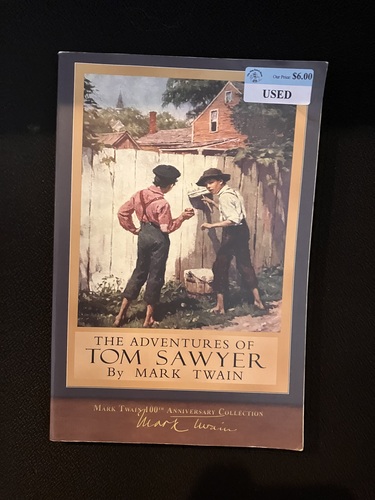 Our Price: $6.00
USED
THE ADVENTURES OF
TOM SAWYER
BY MARK TWAIN
MARK TWAIN 100TH ANNIVERSARY COLLECTION
Mark Twain